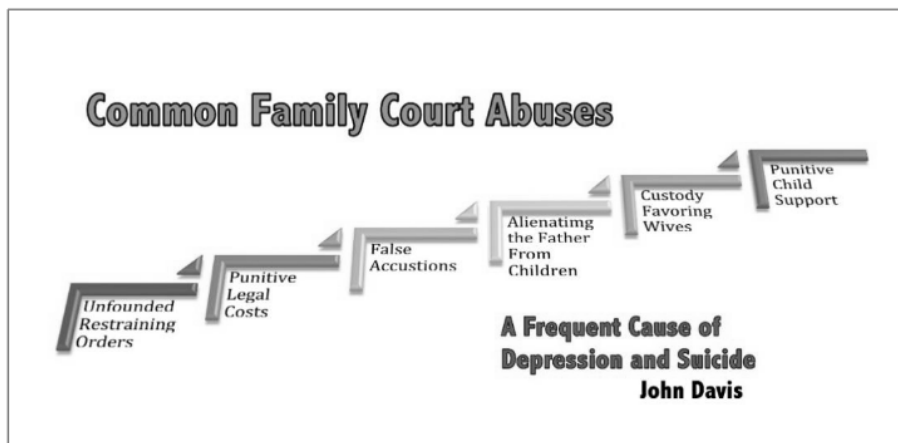 Common Family Court Abuses
Unfounded
Restraining
Orders
Punitive
Legal
Costs
False
Accustions
Alienatimg
the Father
From
Children
Custody
Favoring
Wives
Punitive
Child
Support
A Frequent Cause of
Depression and Suicide
John Davis